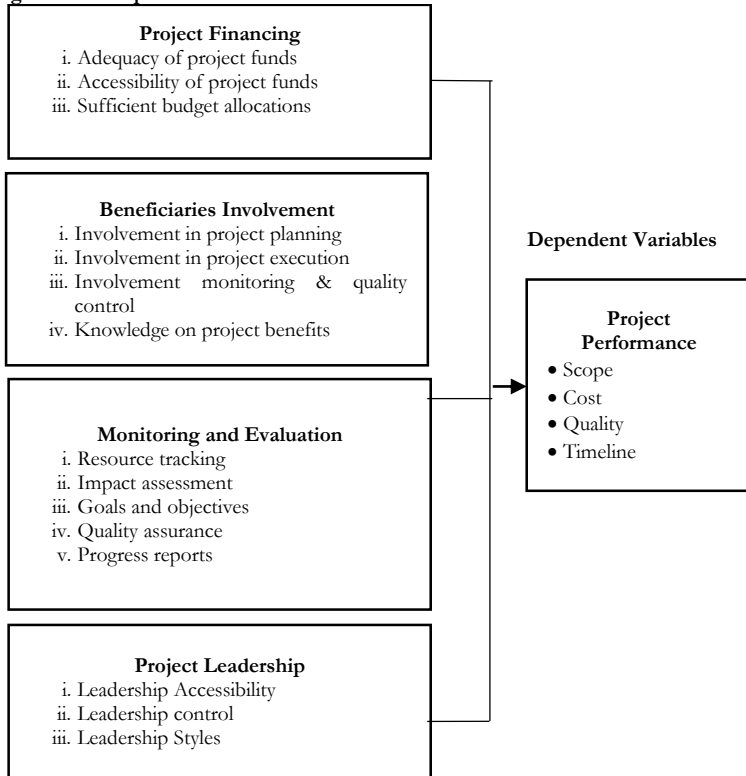 Project Financing
i. Adequacy of project funds
ii. Accessibility of project funds
iii. Sufficient budget allocations
Beneficiaries Involvement
i. Involvement in project planning
ii. Involvement in project execution
iii. Involvement monitoring & quality
control
iv. Knowledge on project benefits
Monitoring and Evaluation
i. Resource tracking
ii. Impact assessment
iii. Goals and objectives
iv. Quality assurance
v. Progress reports
Project Leadership
i. Leadership Accessibility
ii. Leadership control
iii. Leadership Styles
Dependent Variables
Project
Performance
• Scope
• Cost
• Quality
• Timeline